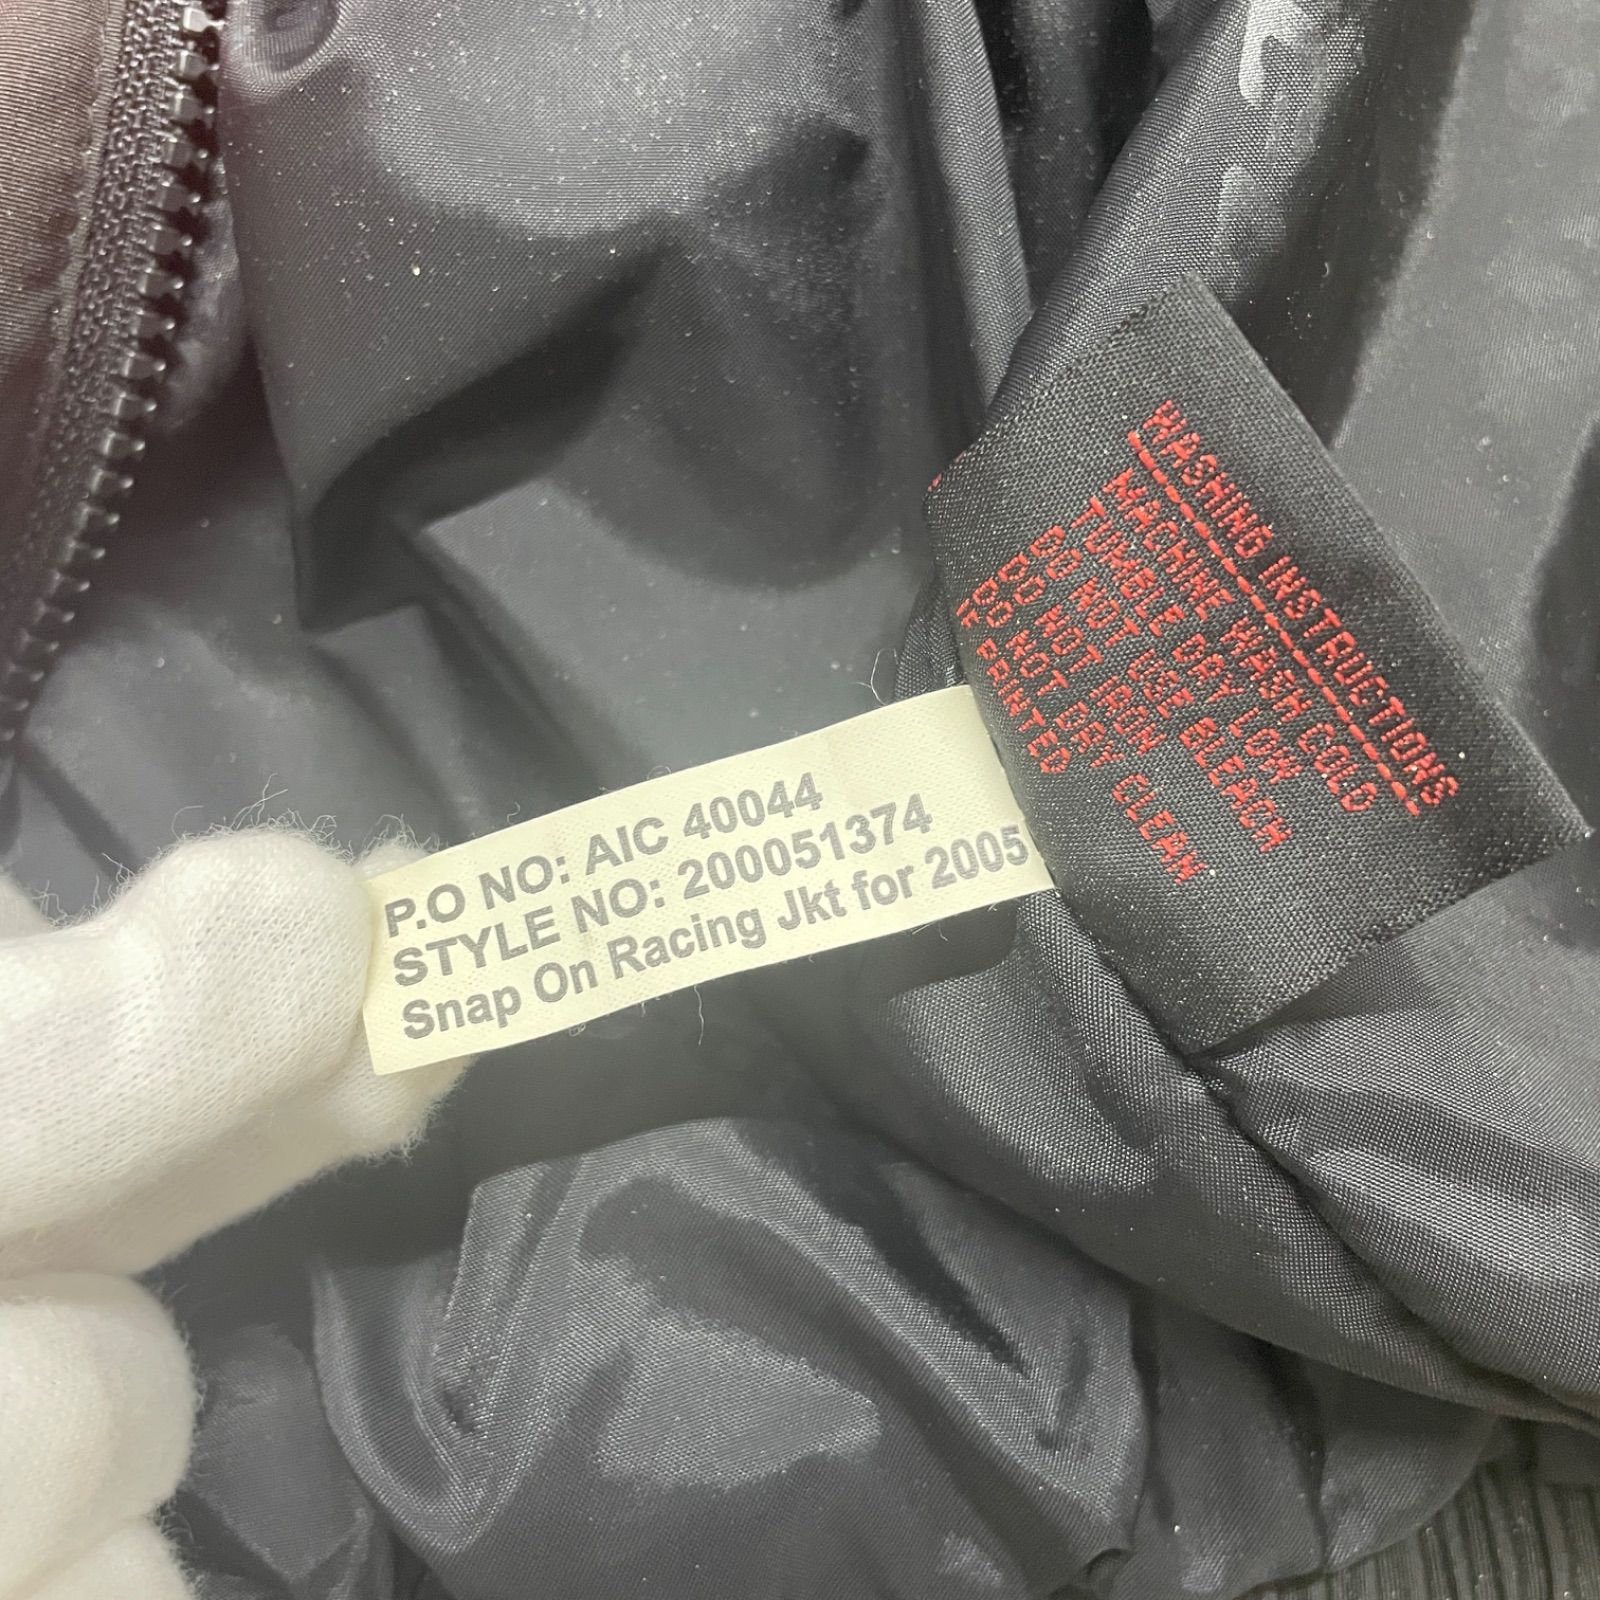 P.O NO: AIC 40044
STYLE NO: 200051374
Snap On Racing Jkt for 2005
WASHING INSTRUCTIONS
MACHINE WASH COLD
TUMBLE DRY LOW
DO NOT USE BLEACH
DO NOT IRON
DO NOT DRY CLEAN
IF PRINTED